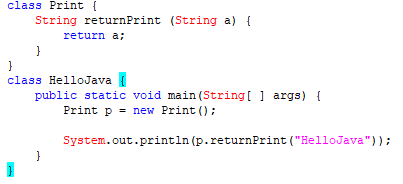 class Print {
    String returnPrint (String a) {
        return a;
    }
}
class HelloJava {
    public static void main(String[ ] args) {
        Print p = new Print();

        System.out.println(p.returnPrint("HelloJava"));
    }
}